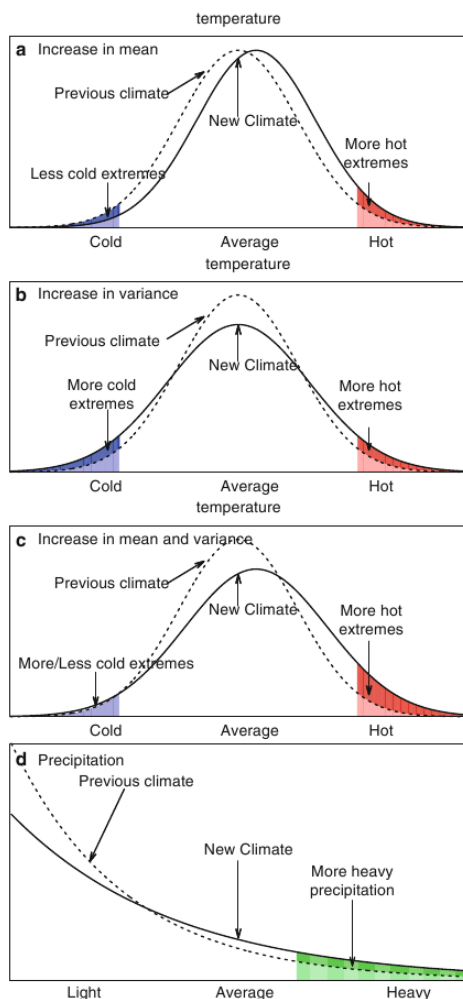 temperature
a Increase in mean
Previous climate
New Climate
More hot
extremes
Less cold extremes
Cold Average Hot
temperature
b Increase in variance
Previous climate
New Climate
More cold
extremes
More hot
extremes
Cold Average Hot
temperature
c Increase in mean and variance
Previous climate
New Climate
More hot
extremes
More/Less cold extremes
Cold Average Hot
d Precipitation
Previous climate
New Climate
More heavy
precipitation
Light Average Heavy